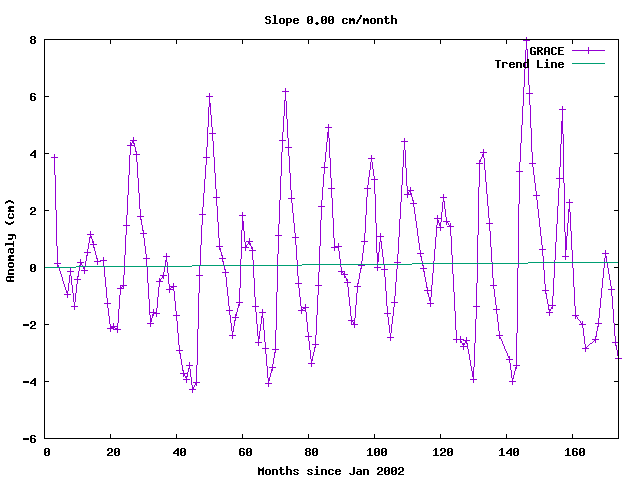 Slope 0.00 cm/month
GRACE
Trend Line
8
6
4
2
0
-2
-4
-6
Anomaly (cm)
0 20 40 60 80 100 120 140 160
Months since Jan 2002